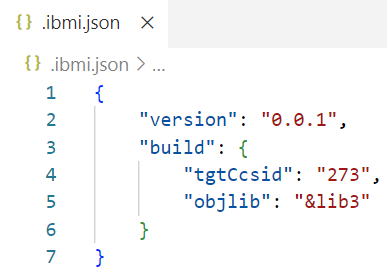 {} .ibmi.json ×
{} .ibmi.json > ...
1 {
2 "version": "0.0.1",
3 "build": {
4 "tgtCcsid": "273",
5 "objlib": "&lib3"
6 }
7 }